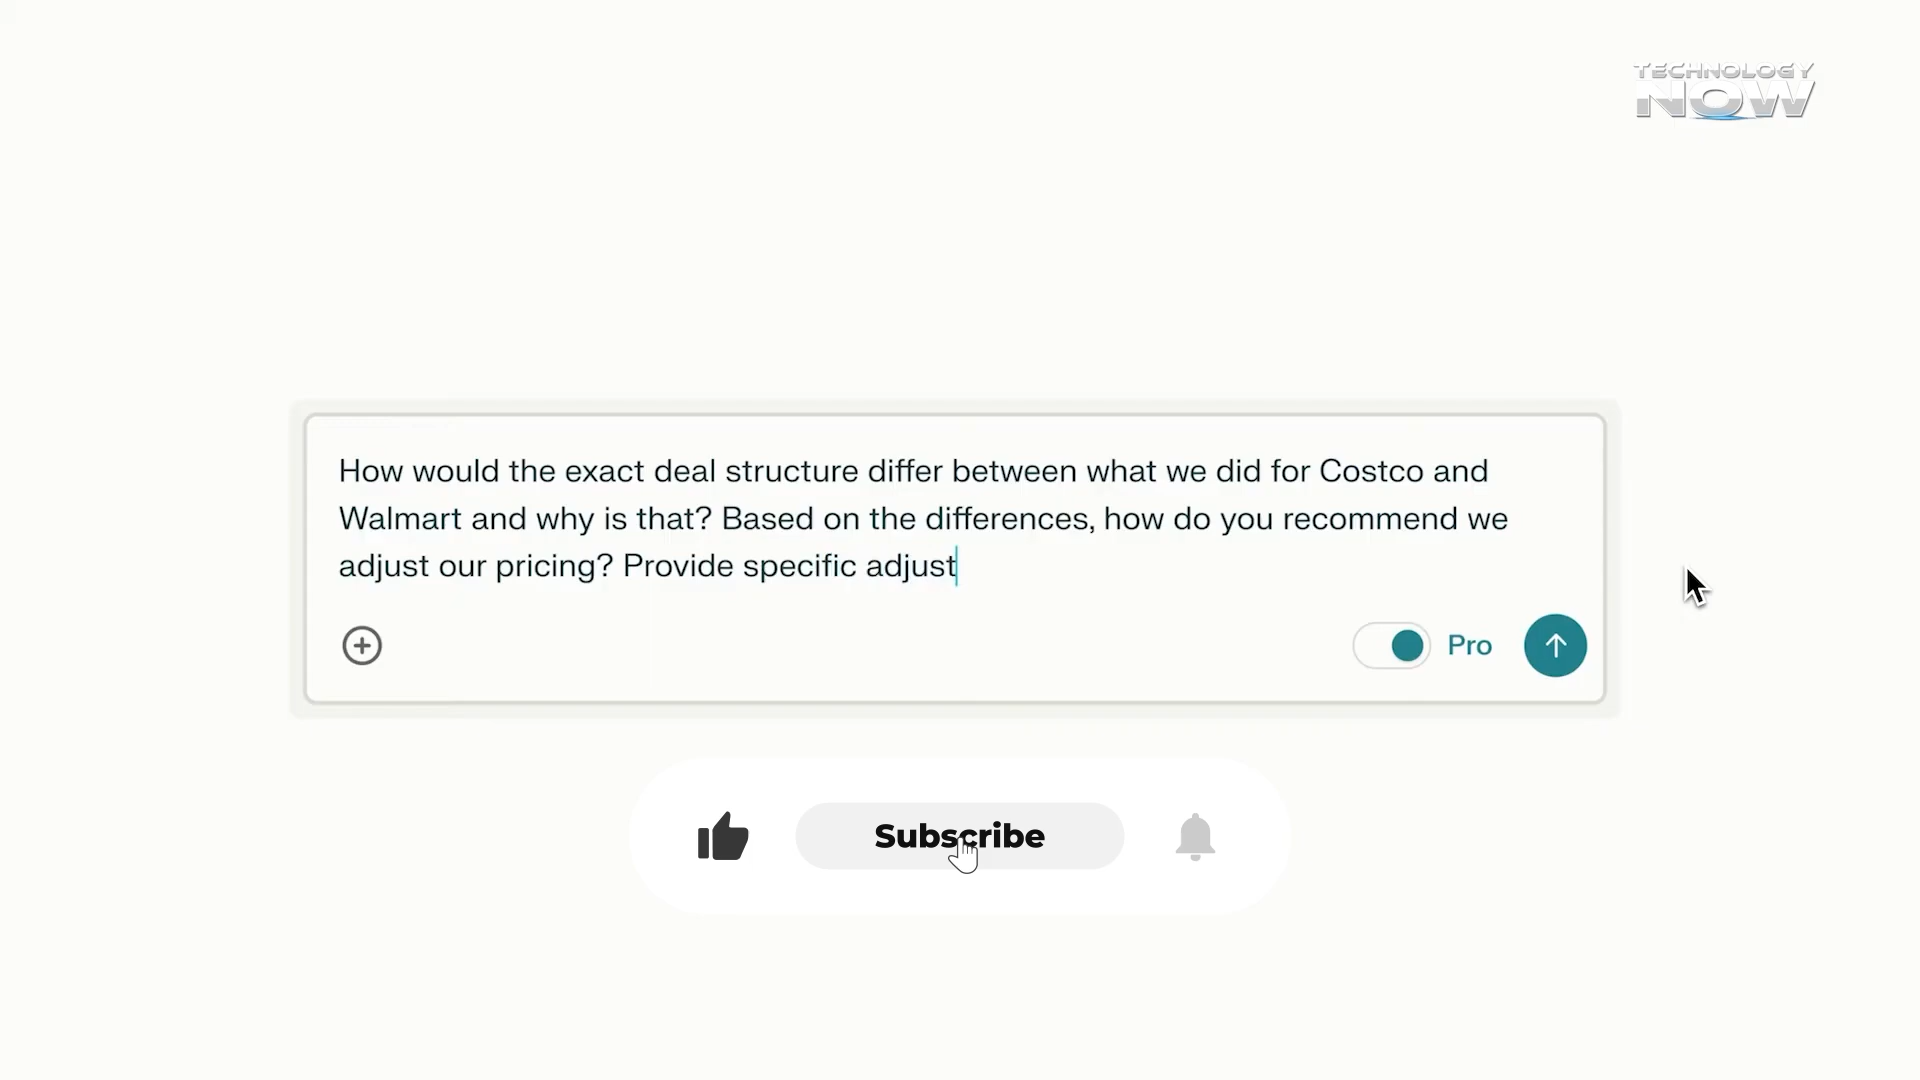 TECHNOLOGY
NOW
How would the exact deal structure differ between what we did for Costco and
Walmart and why is that? Based on the differences, how do you recommend we
adjust our pricing? Provide specific adjust
Pro
Subscribe